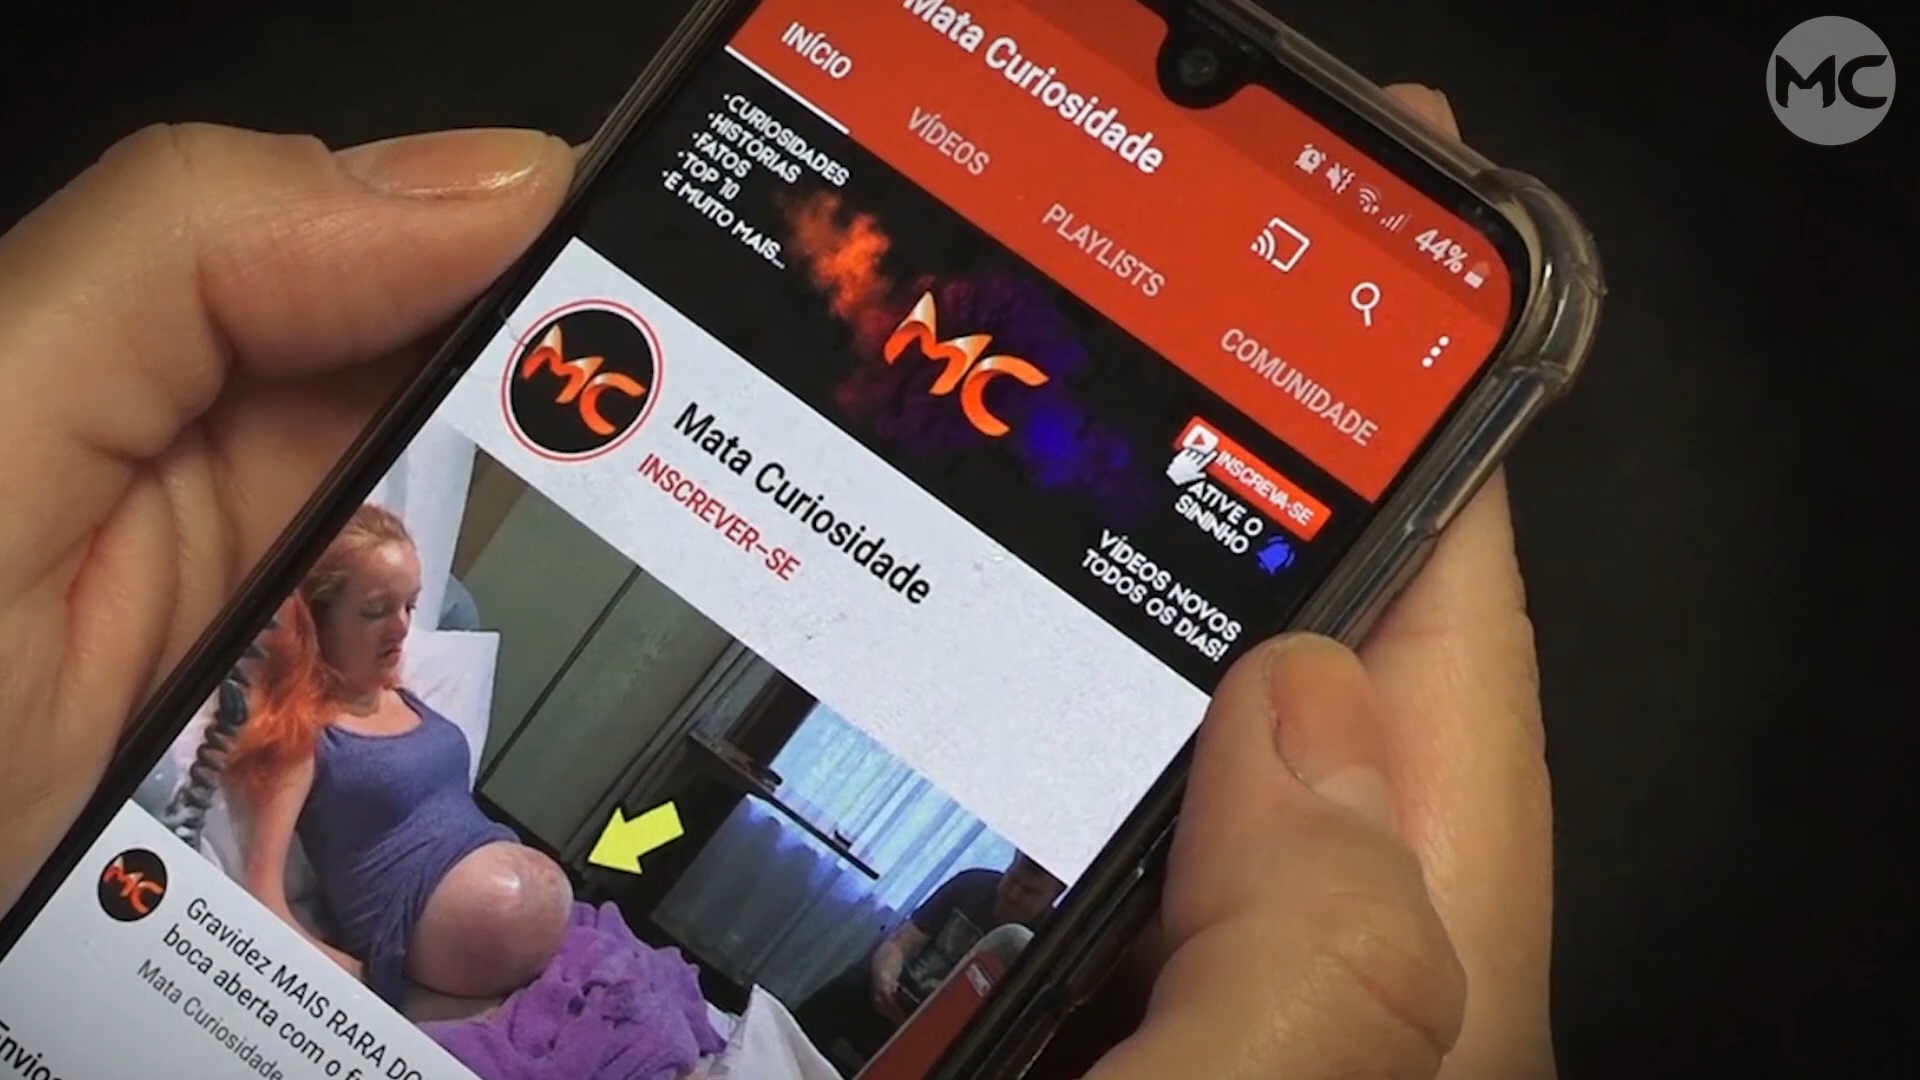 MC
Mata Curiosidade
44%
INÍCIO
VÍDEOS
PLAYLISTS
COMUNIDADE
•CURIOSIDADES
•HISTÓRIAS
•FATOS
•TOP 10
•E MUITO MAIS...
MC
INSCREVA-SE
ATIVE O
SININHO
VÍDEOS NOVOS
TODOS OS DIAS!
MC
Mata Curiosidade
INSCREVER-SE
MC
Gravidez MAIS RARA DO
boca aberta com o
Mata Curiosidade